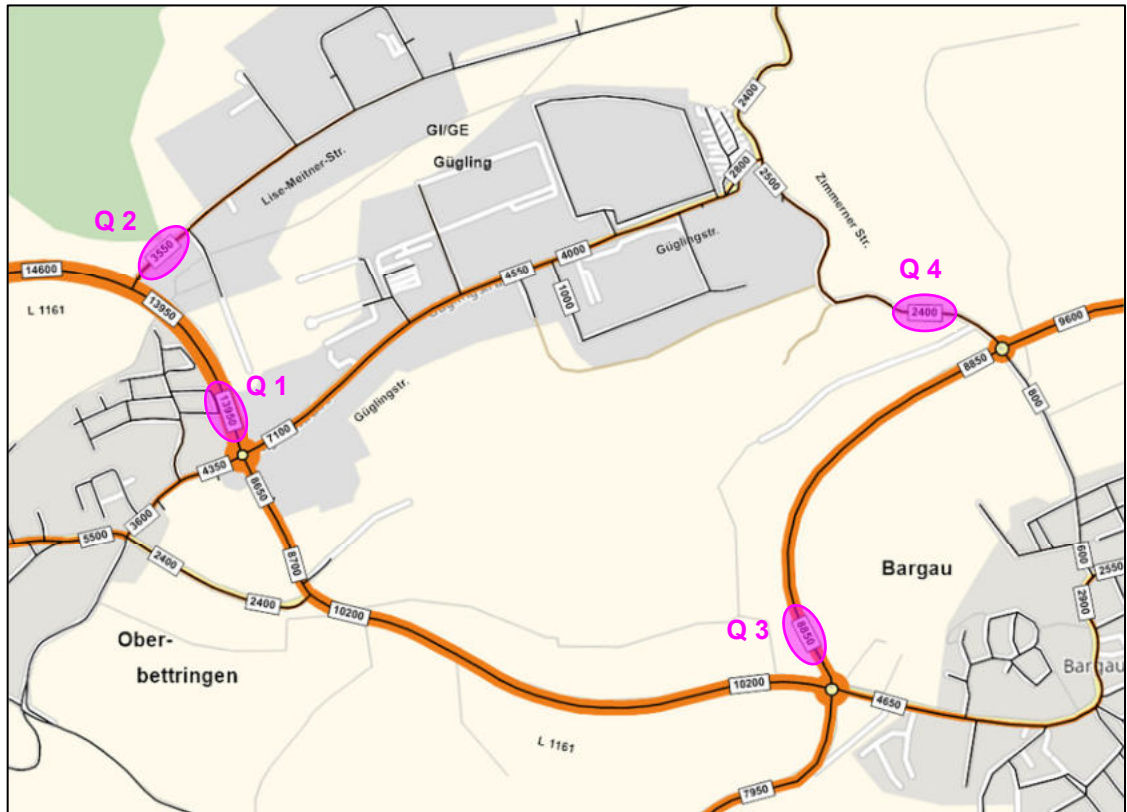 2400
GI/GE
Gügling
Lise-Meitner-Str.
2800
2500
Zimmerner Str.
Q 2
3550
Güglingstr.
4000
4550
1000
14600
L 1161
13950
Q 4
2400
9600
8850
800
Q 1
13950
Güglingstr.
7100
4350
8650
3600
5500
2400
2400
8700
10200
Ober-
bettringen
Bargau
600
2550
2900
Q 3
8850
Bargau
10200
4650
L 1161
7950